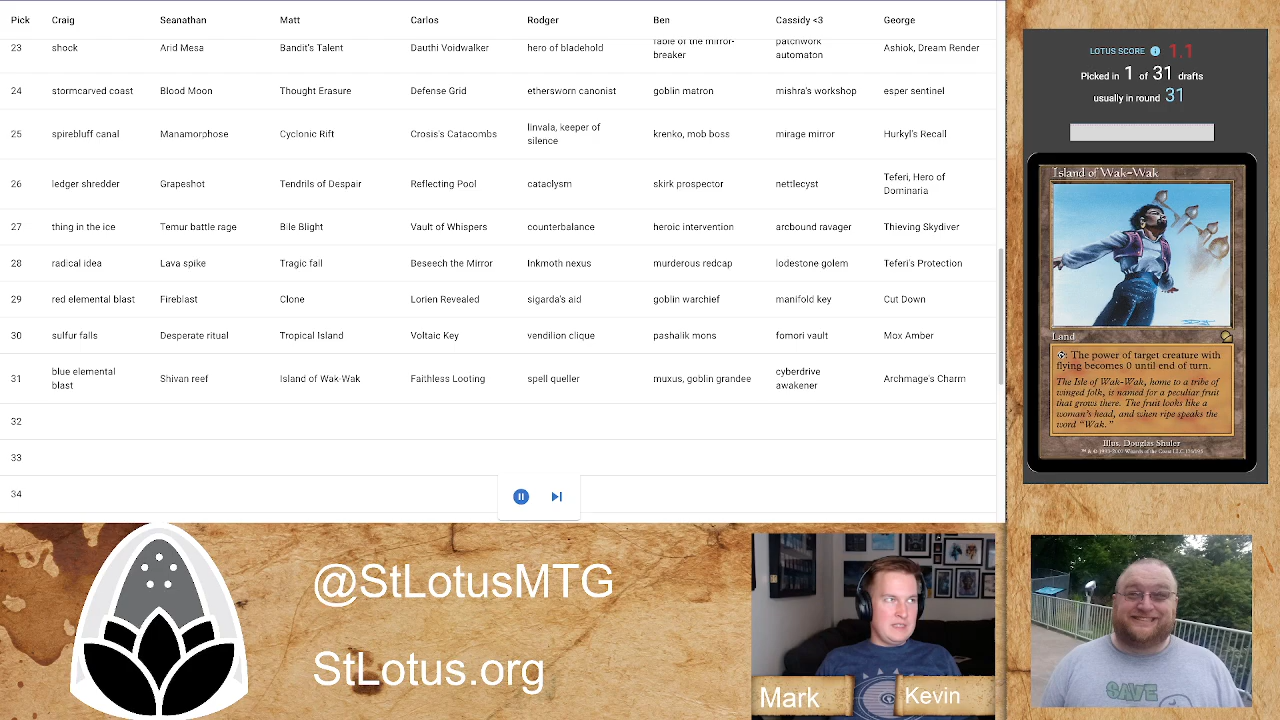 Pick Craig Seanathan Matt Carlos Rodger Ben Cassidy <3 George
23 shock Arid Mesa Bandit's Talent Dauthi Voidwalker hero of bladehold fable of the mirror-breaker patchwork automaton Ashiok, Dream Render
24 stormcarved coast Blood Moon Thought Erasure Defense Grid ethersworn canonist goblin matron mishra's workshop esper sentinel
25 spirebluff canal Manamorphose Cyclonic Rift Crosis's Catacombs linvala, keeper of silence krenko, mob boss mirage mirror Hurkyl's Recall
26 ledger shredder Grapeshot Tendrils of Despair Reflecting Pool cataclysm skirk prospector nettlecyst Teferi, Hero of Dominaria
27 thing in the ice Temur battle rage Bile Blight Vault of Whispers counterbalance heroic intervention arcbound ravager Thieving Skydiver
28 radical idea Lava spike Tragic fall Beseech the Mirror Inkmoth nexus murderous redcap lodestone golem Teferi's Protection
29 red elemental blast Fireblast Clone Lorien Revealed sigarda's aid goblin warchief manifold key Cut Down
30 sulfur falls Desperate ritual Tropical Island Voltaic Key vendilion clique pashalik mons fomori vault Mox Amber
31 blue elemental blast Shivan reef Island of Wak-Wak Faithless Looting spell queller muxus, goblin grandee cyberdrive awakener Archmage's Charm
32
33
34
LOTUS SCORE i 1.1
Picked in 1 of 31 drafts
usually in round 31
Island of Wak-Wak
Land
: The power of target creature with
flying becomes 0 until end of turn.
The Isle of Wak-Wak, home to a tribe of
winged folk, is named for a peculiar fruit
that grows there. The fruit looks like a
woman's head, and when ripe speaks the
word "Wak."
Illus. Douglas Shuler
@StLotusMTG
StLotus.org
Mark
Kevin
SAVE